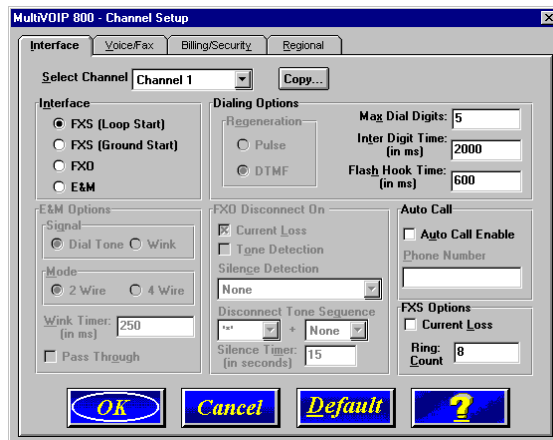 MultiVOIP 800 - Channel Setup
Interface
Voice/Fax
Billing/Security
Regional
Select Channel
Channel 1
Copy...
Interface
FXS (Loop Start)
FXS (Ground Start)
FXO
E&M
Dialing Options
Regeneration
Pulse
DTMF
Max Dial Digits: 5
Inter Digit Time: 2000
(in ms)
Flash Hook Time: 600
(in ms)
E&M Options
Signal
Dial Tone
Wink
Mode
2 Wire
4 Wire
Wink Timer: 250
(in ms)
Pass Through
FXO Disconnect On
Current Loss
Tone Detection
Silence Detection
None
Disconnect Tone Sequence
'*' + None
Silence Timer: 15
(in seconds)
Auto Call
Auto Call Enable
Phone Number
FXS Options
Current Loss
Ring: 8
Count
OK
Cancel
Default
?